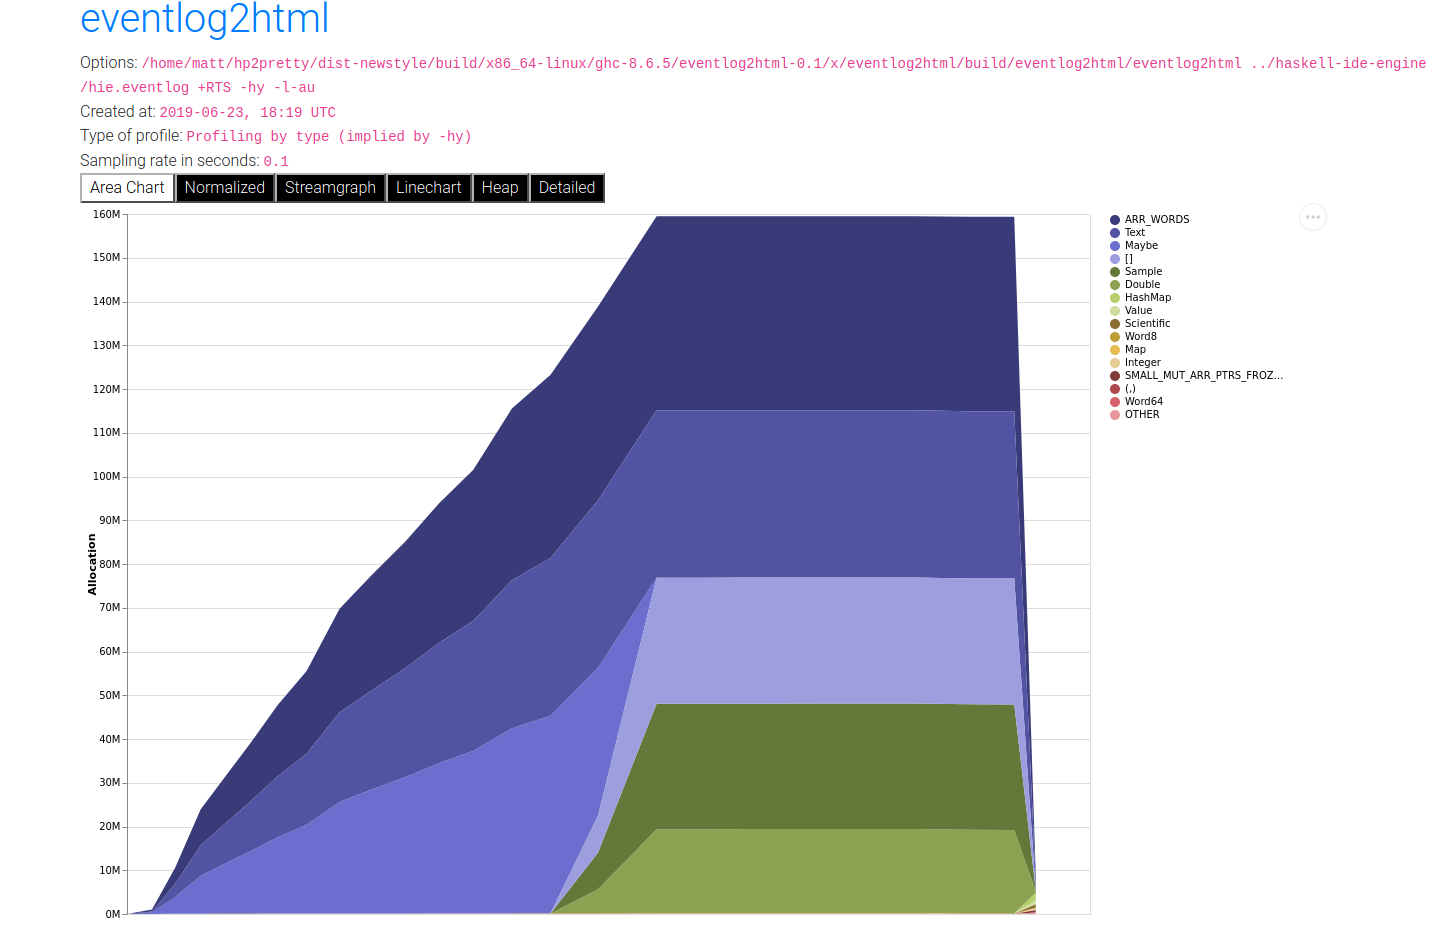 eventlog2html
Options: /home/matt/hp2pretty/dist-newstyle/build/x86_64-linux/ghc-8.6.5/eventlog2html-0.1/x/eventlog2html/build/eventlog2html/eventlog2html ../haskell-ide-engine
/hie.eventlog +RTS -hy -l-au
Created at: 2019-06-23, 18:19 UTC
Type of profile: Profiling by type (implied by -hy)
Sampling rate in seconds: 0.1
Area Chart Normalized Streamgraph Linechart Heap Detailed
160M
150M
140M
130M
120M
110M
100M
90M
80M
70M
60M
50M
40M
30M
20M
10M
0M
Allocation
ARR_WORDS
Text
Maybe
[]
Sample
Double
HashMap
Value
Scientific
Word8
Map
Integer
SMALL_MUT_ARR_PTRS_FROZ...
(,)
Word64
OTHER